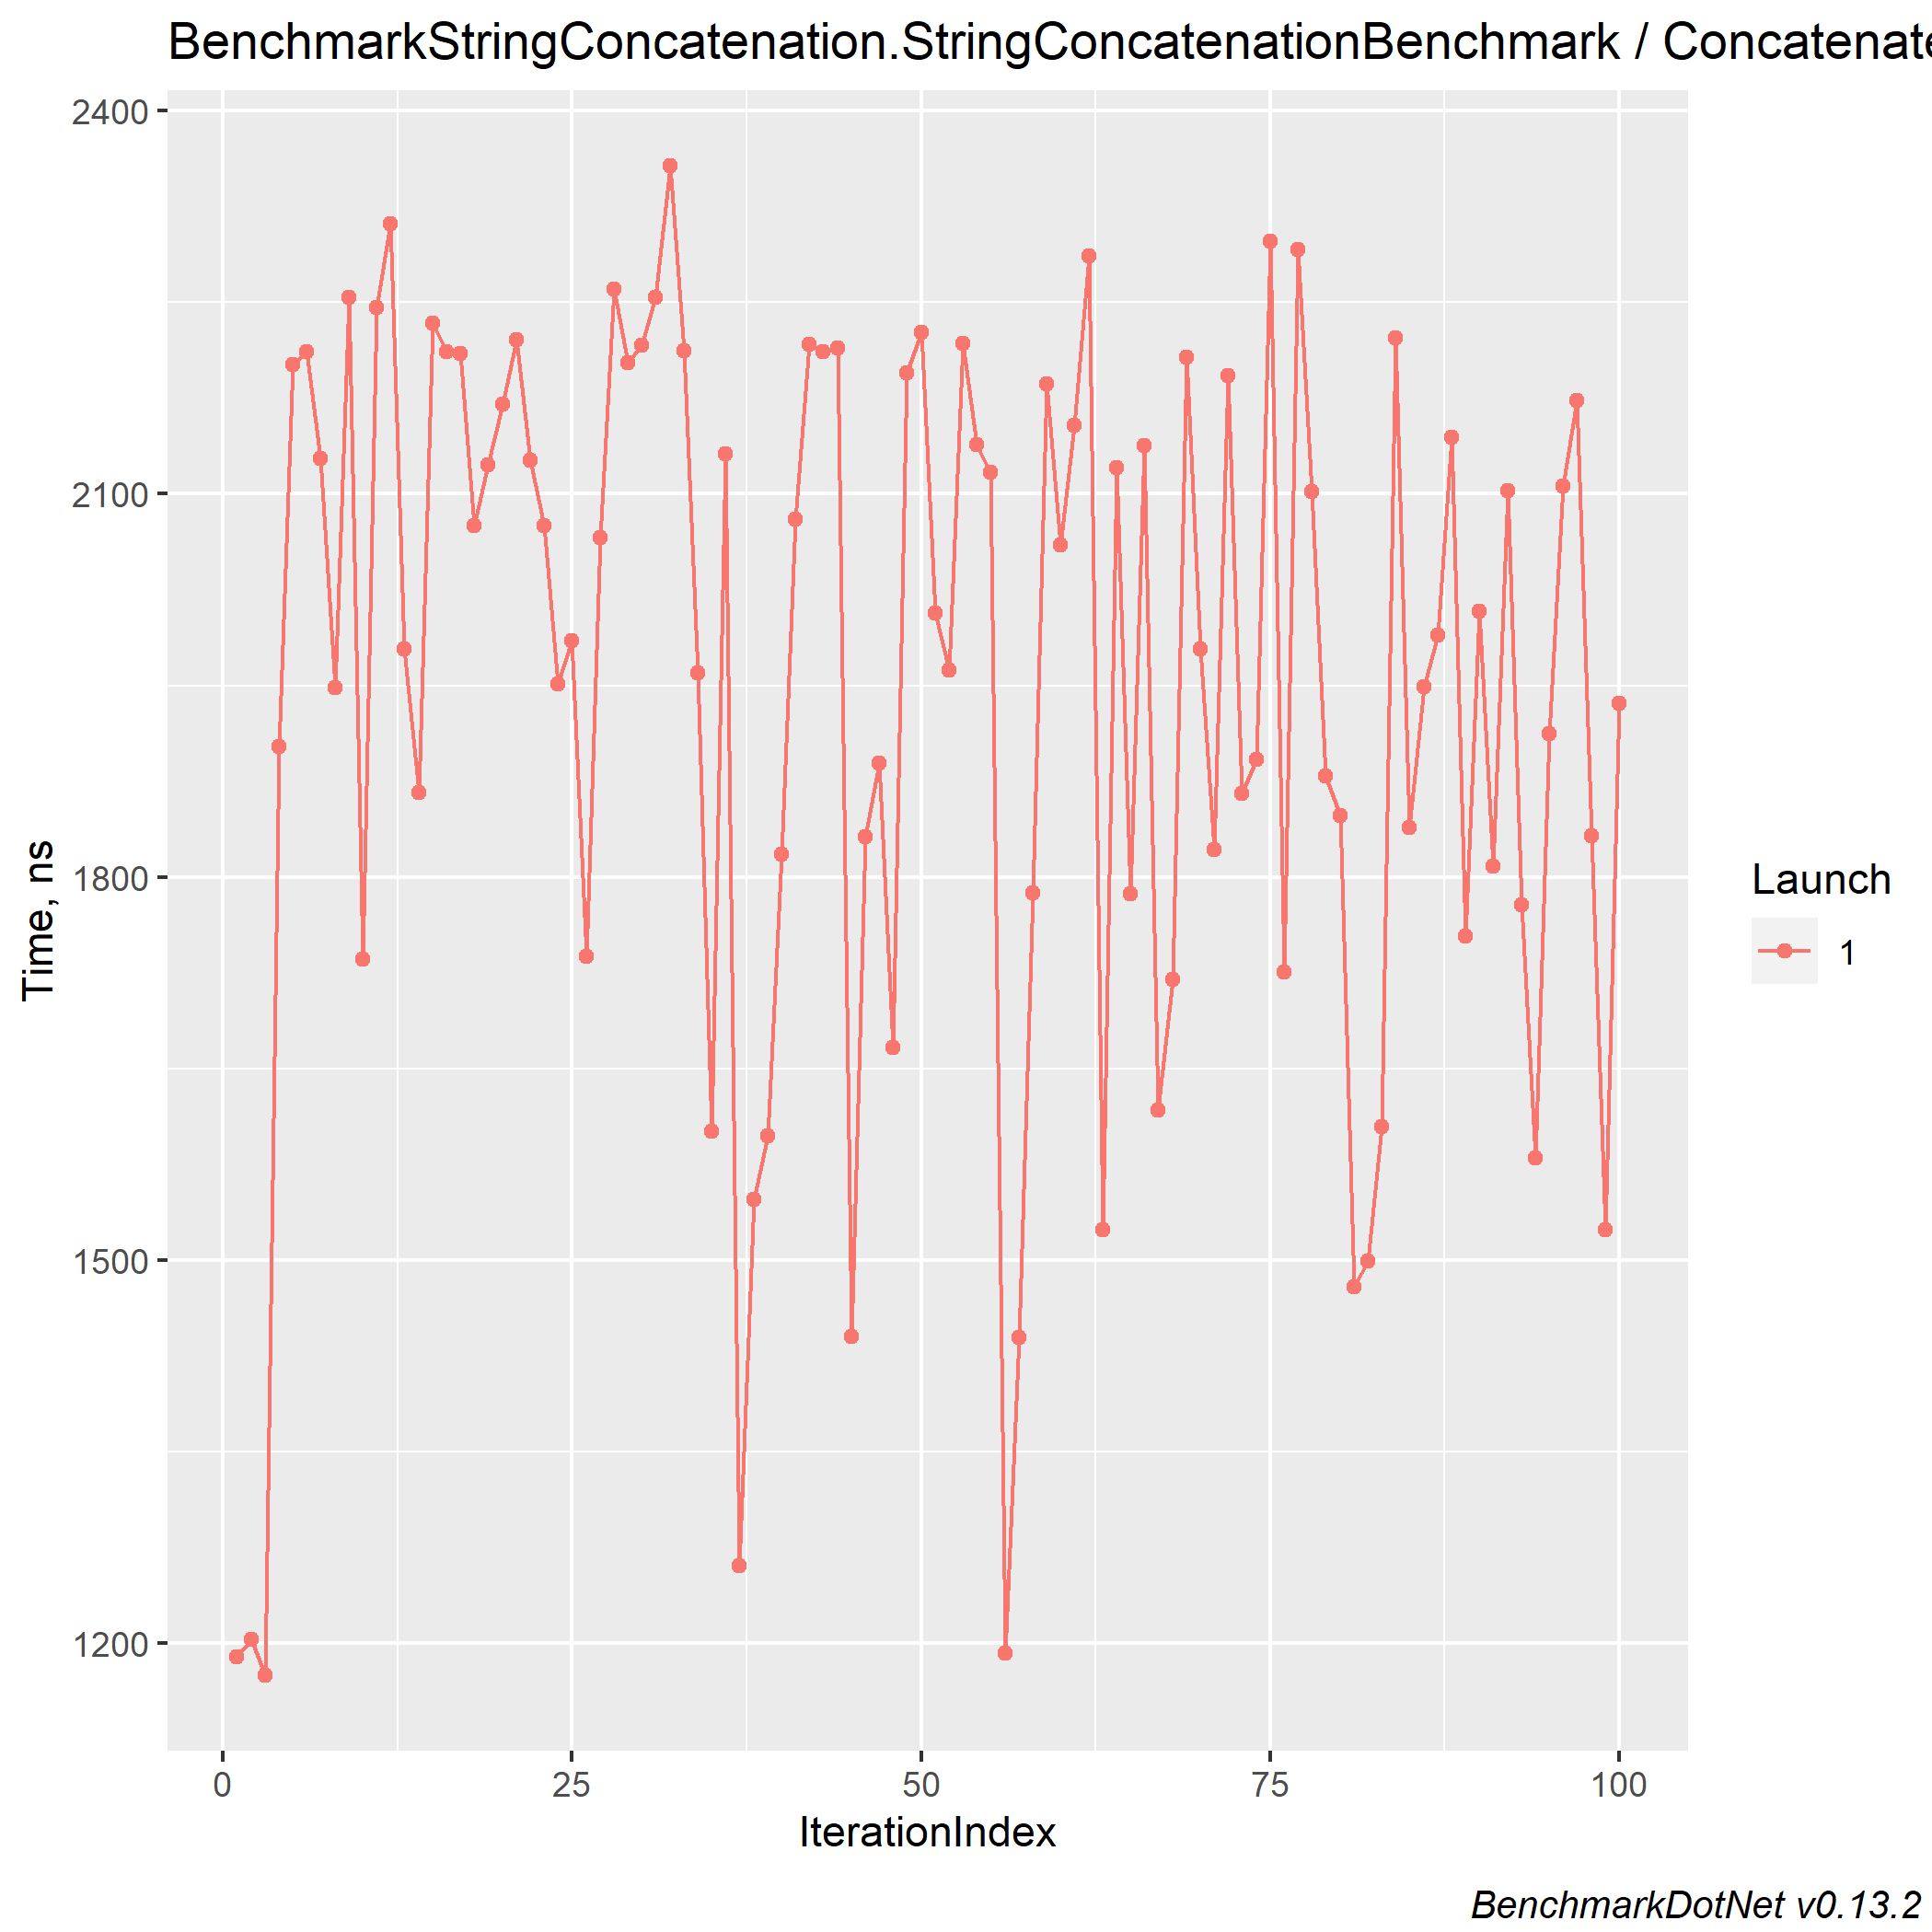 BenchmarkStringConcatenation.StringConcatenationBenchmark / Concatenate
2400
2100
1800
1500
1200
Time, ns
0 25 50 75 100
IterationIndex
Launch
1
BenchmarkDotNet v0.13.2